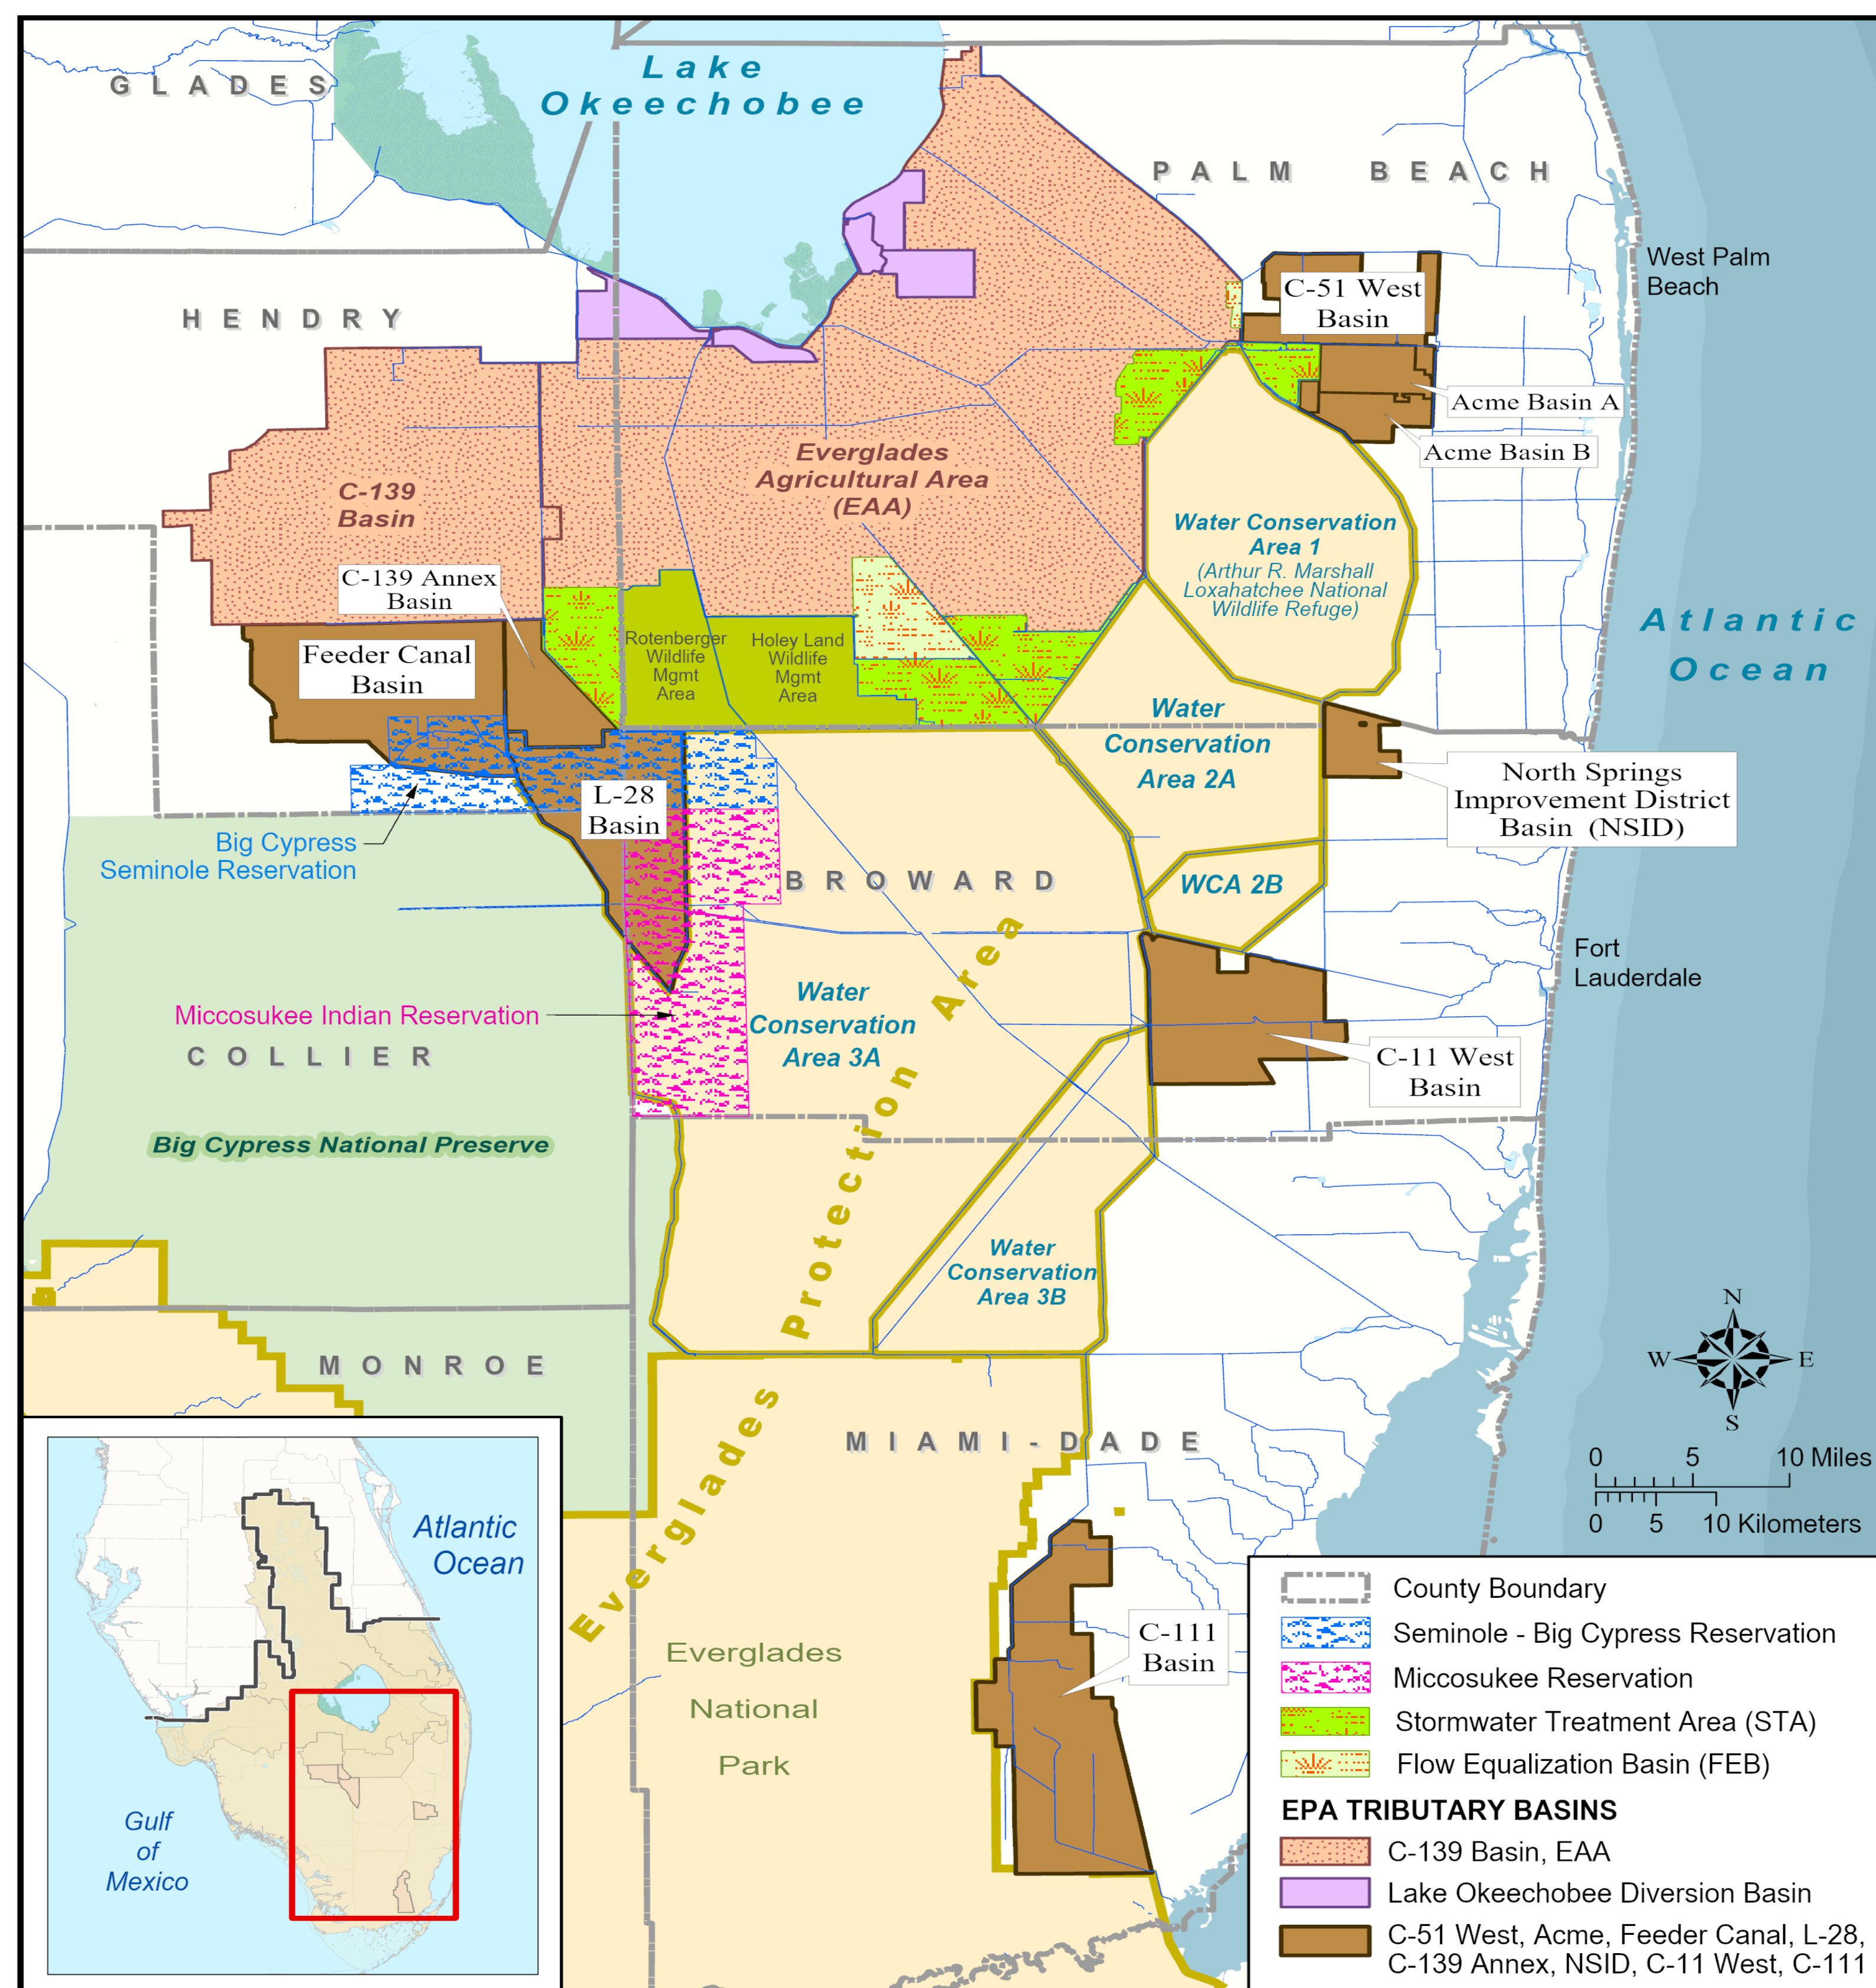 GLADES
Lake
Okeechobee
PALM BEACH
West Palm
Beach
HENDRY
C-51 West
Basin
Acme Basin A
Acme Basin B
Everglades
Agricultural Area
(EAA)
C-139
Basin
Water Conservation
Area 1
(Arthur R. Marshall
Loxahatchee National
Wildlife Refuge)
C-139 Annex
Basin
Atlantic
Ocean
Feeder Canal
Basin
Rotenberger
Wildlife
Mgmt
Area
Holey Land
Wildlife
Mgmt
Area
Water
Conservation
Area 2A
North Springs
Improvement District
Basin (NSID)
L-28
Basin
Big Cypress
Seminole Reservation
BROWARD
WCA 2B
Fort
Lauderdale
Miccosukee Indian Reservation
COLLIER
Water
Conservation
Area 3A
C-11 West
Basin
Big Cypress National Preserve
Everglades Protection Area
Water
Conservation
Area 3B
MONROE
MIAMI-DADE
N
W
E
S
0 5 10 Miles
0 5 10 Kilometers
C-111
Basin
Everglades
National
Park
Atlantic
Ocean
Gulf
of
Mexico
County Boundary
Seminole - Big Cypress Reservation
Miccosukee Reservation
Stormwater Treatment Area (STA)
Flow Equalization Basin (FEB)
EPA TRIBUTARY BASINS
C-139 Basin, EAA
Lake Okeechobee Diversion Basin
C-51 West, Acme, Feeder Canal, L-28,
C-139 Annex, NSID, C-11 West, C-111